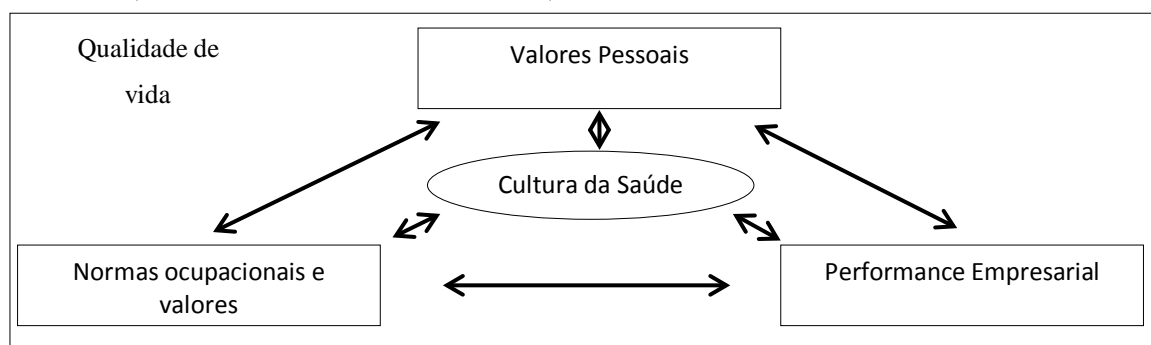 Qualidade de
vida
Valores Pessoais
Cultura da Saúde
Normas ocupacionais e
valores
Performance Empresarial